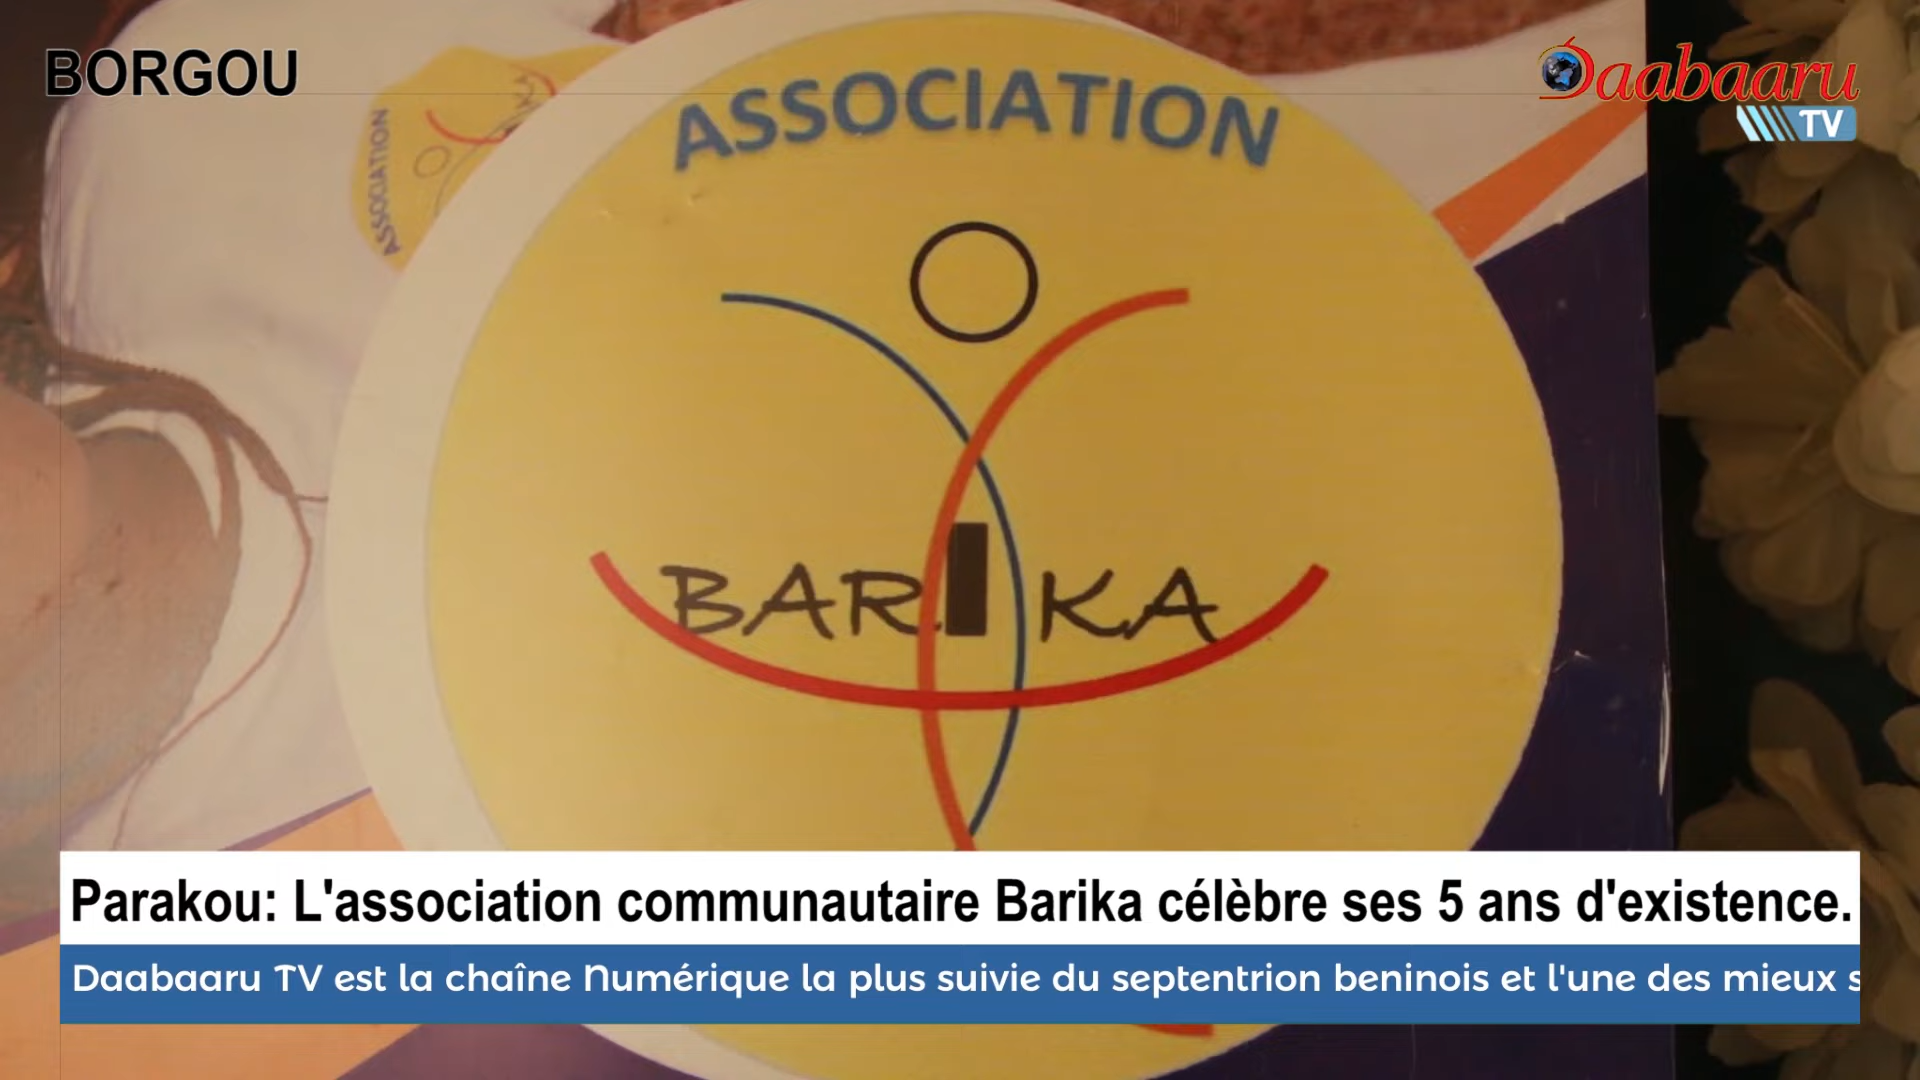 BORGOU
Daabaaru
TV
ASSOCIATION
ASSOCIATION
BARIKA
Parakou: L'association communautaire Barika célèbre ses 5 ans d'existence.
Daabaaru TV est la chaîne Numérique la plus suivie du septentrion beninois et l'une des mieux s